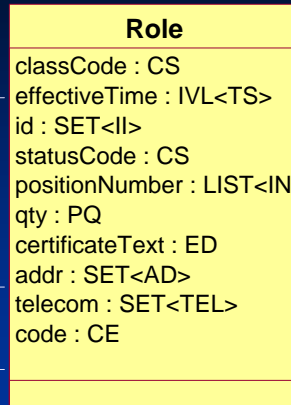 Role
classCode : CS
effectiveTime : IVL<TS>
id : SET<II>
statusCode : CS
positionNumber : LIST<IN
qty : PQ
certificateText : ED
addr : SET<AD>
telecom : SET<TEL>
code : CE